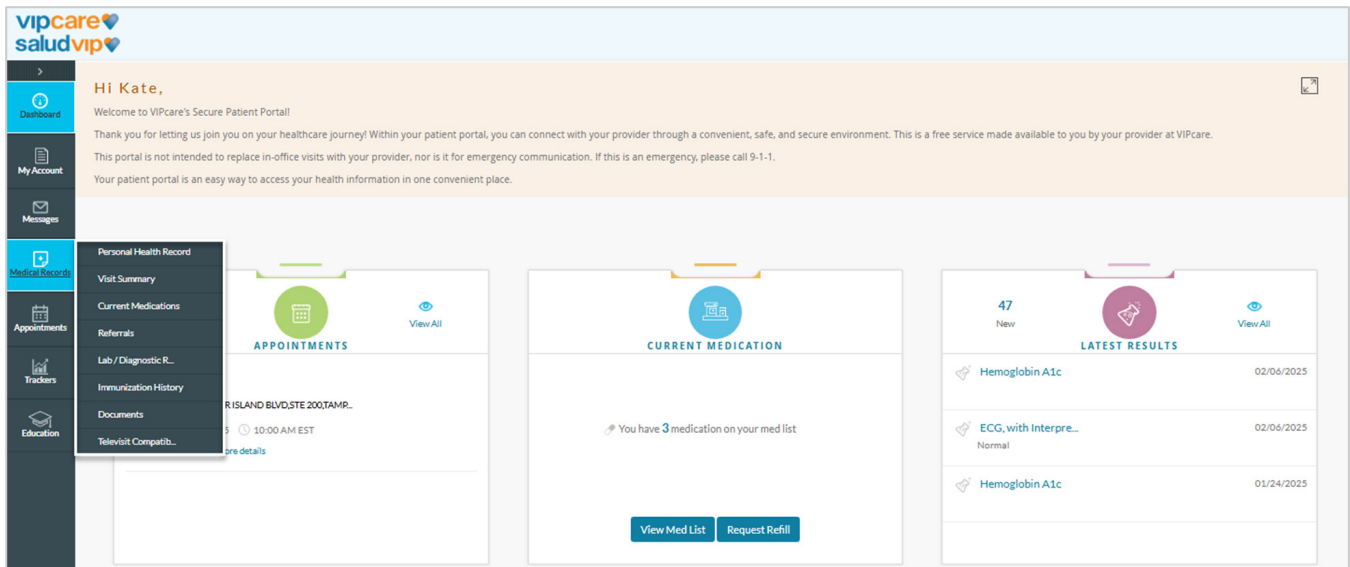 vipcare
saludvip
>
Dashboard
My Account
Messages
Medical Records
Appointments
Trackers
Education
Hi Kate,
Welcome to VIPcare's Secure Patient Portal!
Thank you for letting us join you on your healthcare journey! Within your patient portal, you can connect with your provider through a convenient, safe, and secure environment. This is a free service made available to you by your provider at VIPcare.
This portal is not intended to replace in-office visits with your provider, nor is it for emergency communication. If this is an emergency, please call 9-1-1.
Your patient portal is an easy way to access your health information in one convenient place.
Personal Health Record
Visit Summary
Current Medications
Referrals
Lab / Diagnostic R...
Immunization History
Documents
Televisit Compatib...
View All
APPOINTMENTS
R ISLAND BLVD,STE 200,TAMP...
10:00 AM EST
ore details
CURRENT MEDICATION
You have 3 medication on your med list
View Med List
Request Refill
47
New
View All
LATEST RESULTS
Hemoglobin A1c 02/06/2025
ECG, with Interpre... 02/06/2025
Normal
Hemoglobin A1c 01/24/2025